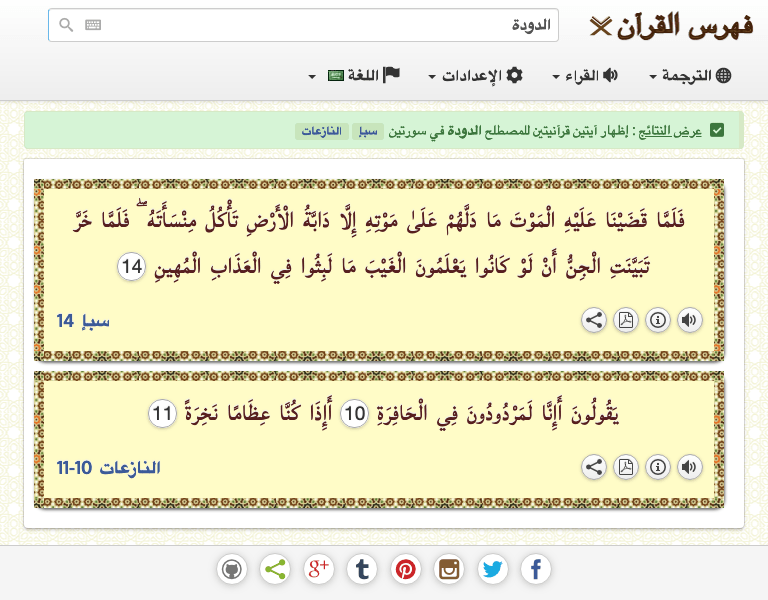 فهرس القرآن
الدودة
الترجمة القراء الإعدادات اللغة
عرض النتائج : إظهار آيتين قرآنيتين للمصطلح الدودة في سورتين سبإ النازعات
فَلَمَّا قَضَيْنَا عَلَيْهِ الْمَوْتَ مَا دَلَّهُمْ عَلَىٰ مَوْتِهِ إِلَّا دَابَّةُ الْأَرْضِ تَأْكُلُ مِنْسَأَتَهُ ۖ فَلَمَّا خَرَّ
تَبَيَّنَتِ الْجِنُّ أَنْ لَوْ كَانُوا يَعْلَمُونَ الْغَيْبَ مَا لَبِثُوا فِي الْعَذَابِ الْمُهِينِ 14
سبإ 14
يَقُولُونَ أَإِنَّا لَمَرْدُودُونَ فِي الْحَافِرَةِ 10 أَإِذَا كُنَّا عِظَامًا نَخِرَةً 11
النازعات 10-11